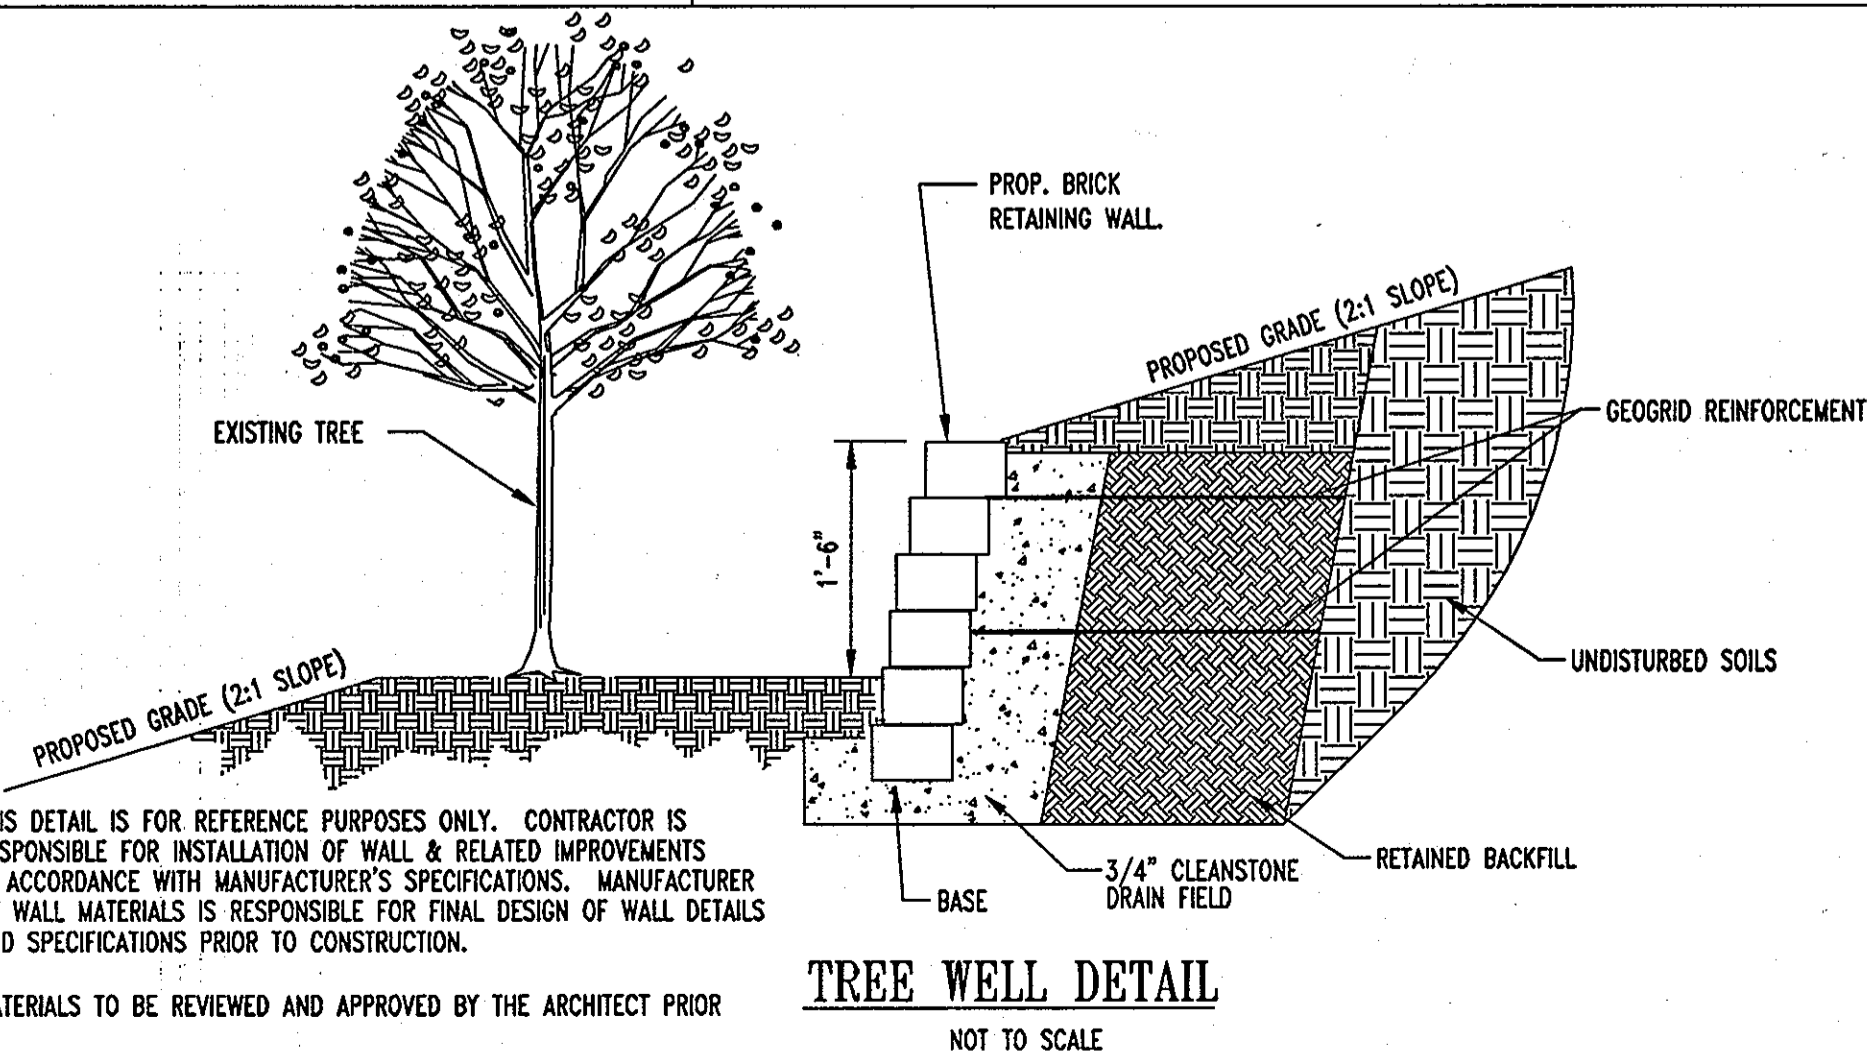 PROP. BRICK
RETAINING WALL.
PROPOSED GRADE (2:1 SLOPE)
GEOGRID REINFORCEMENT
EXISTING TREE
1'-6"
UNDISTURBED SOILS
PROPOSED GRADE (2:1 SLOPE)
RETAINED BACKFILL
3/4" CLEANSTONE
DRAIN FIELD
BASE
IS DETAIL IS FOR REFERENCE PURPOSES ONLY. CONTRACTOR IS
SPONSIBLE FOR INSTALLATION OF WALL & RELATED IMPROVEMENTS
ACCORDANCE WITH MANUFACTURER'S SPECIFICATIONS. MANUFACTURER
WALL MATERIALS IS RESPONSIBLE FOR FINAL DESIGN OF WALL DETAILS
D SPECIFICATIONS PRIOR TO CONSTRUCTION.
ATERIALS TO BE REVIEWED AND APPROVED BY THE ARCHITECT PRIOR
TREE WELL DETAIL
NOT TO SCALE